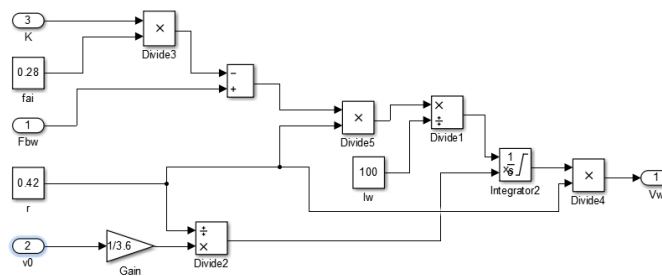 3
K
×
Divide3
0.28
fai
−
+
1
Fbw
×
Divide5
×
÷
Divide1
100
Iw
1
Integrator2
×
Divide4
1
Vw
0.42
r
÷
×
Divide2
2
v0
1/3.6
Gain